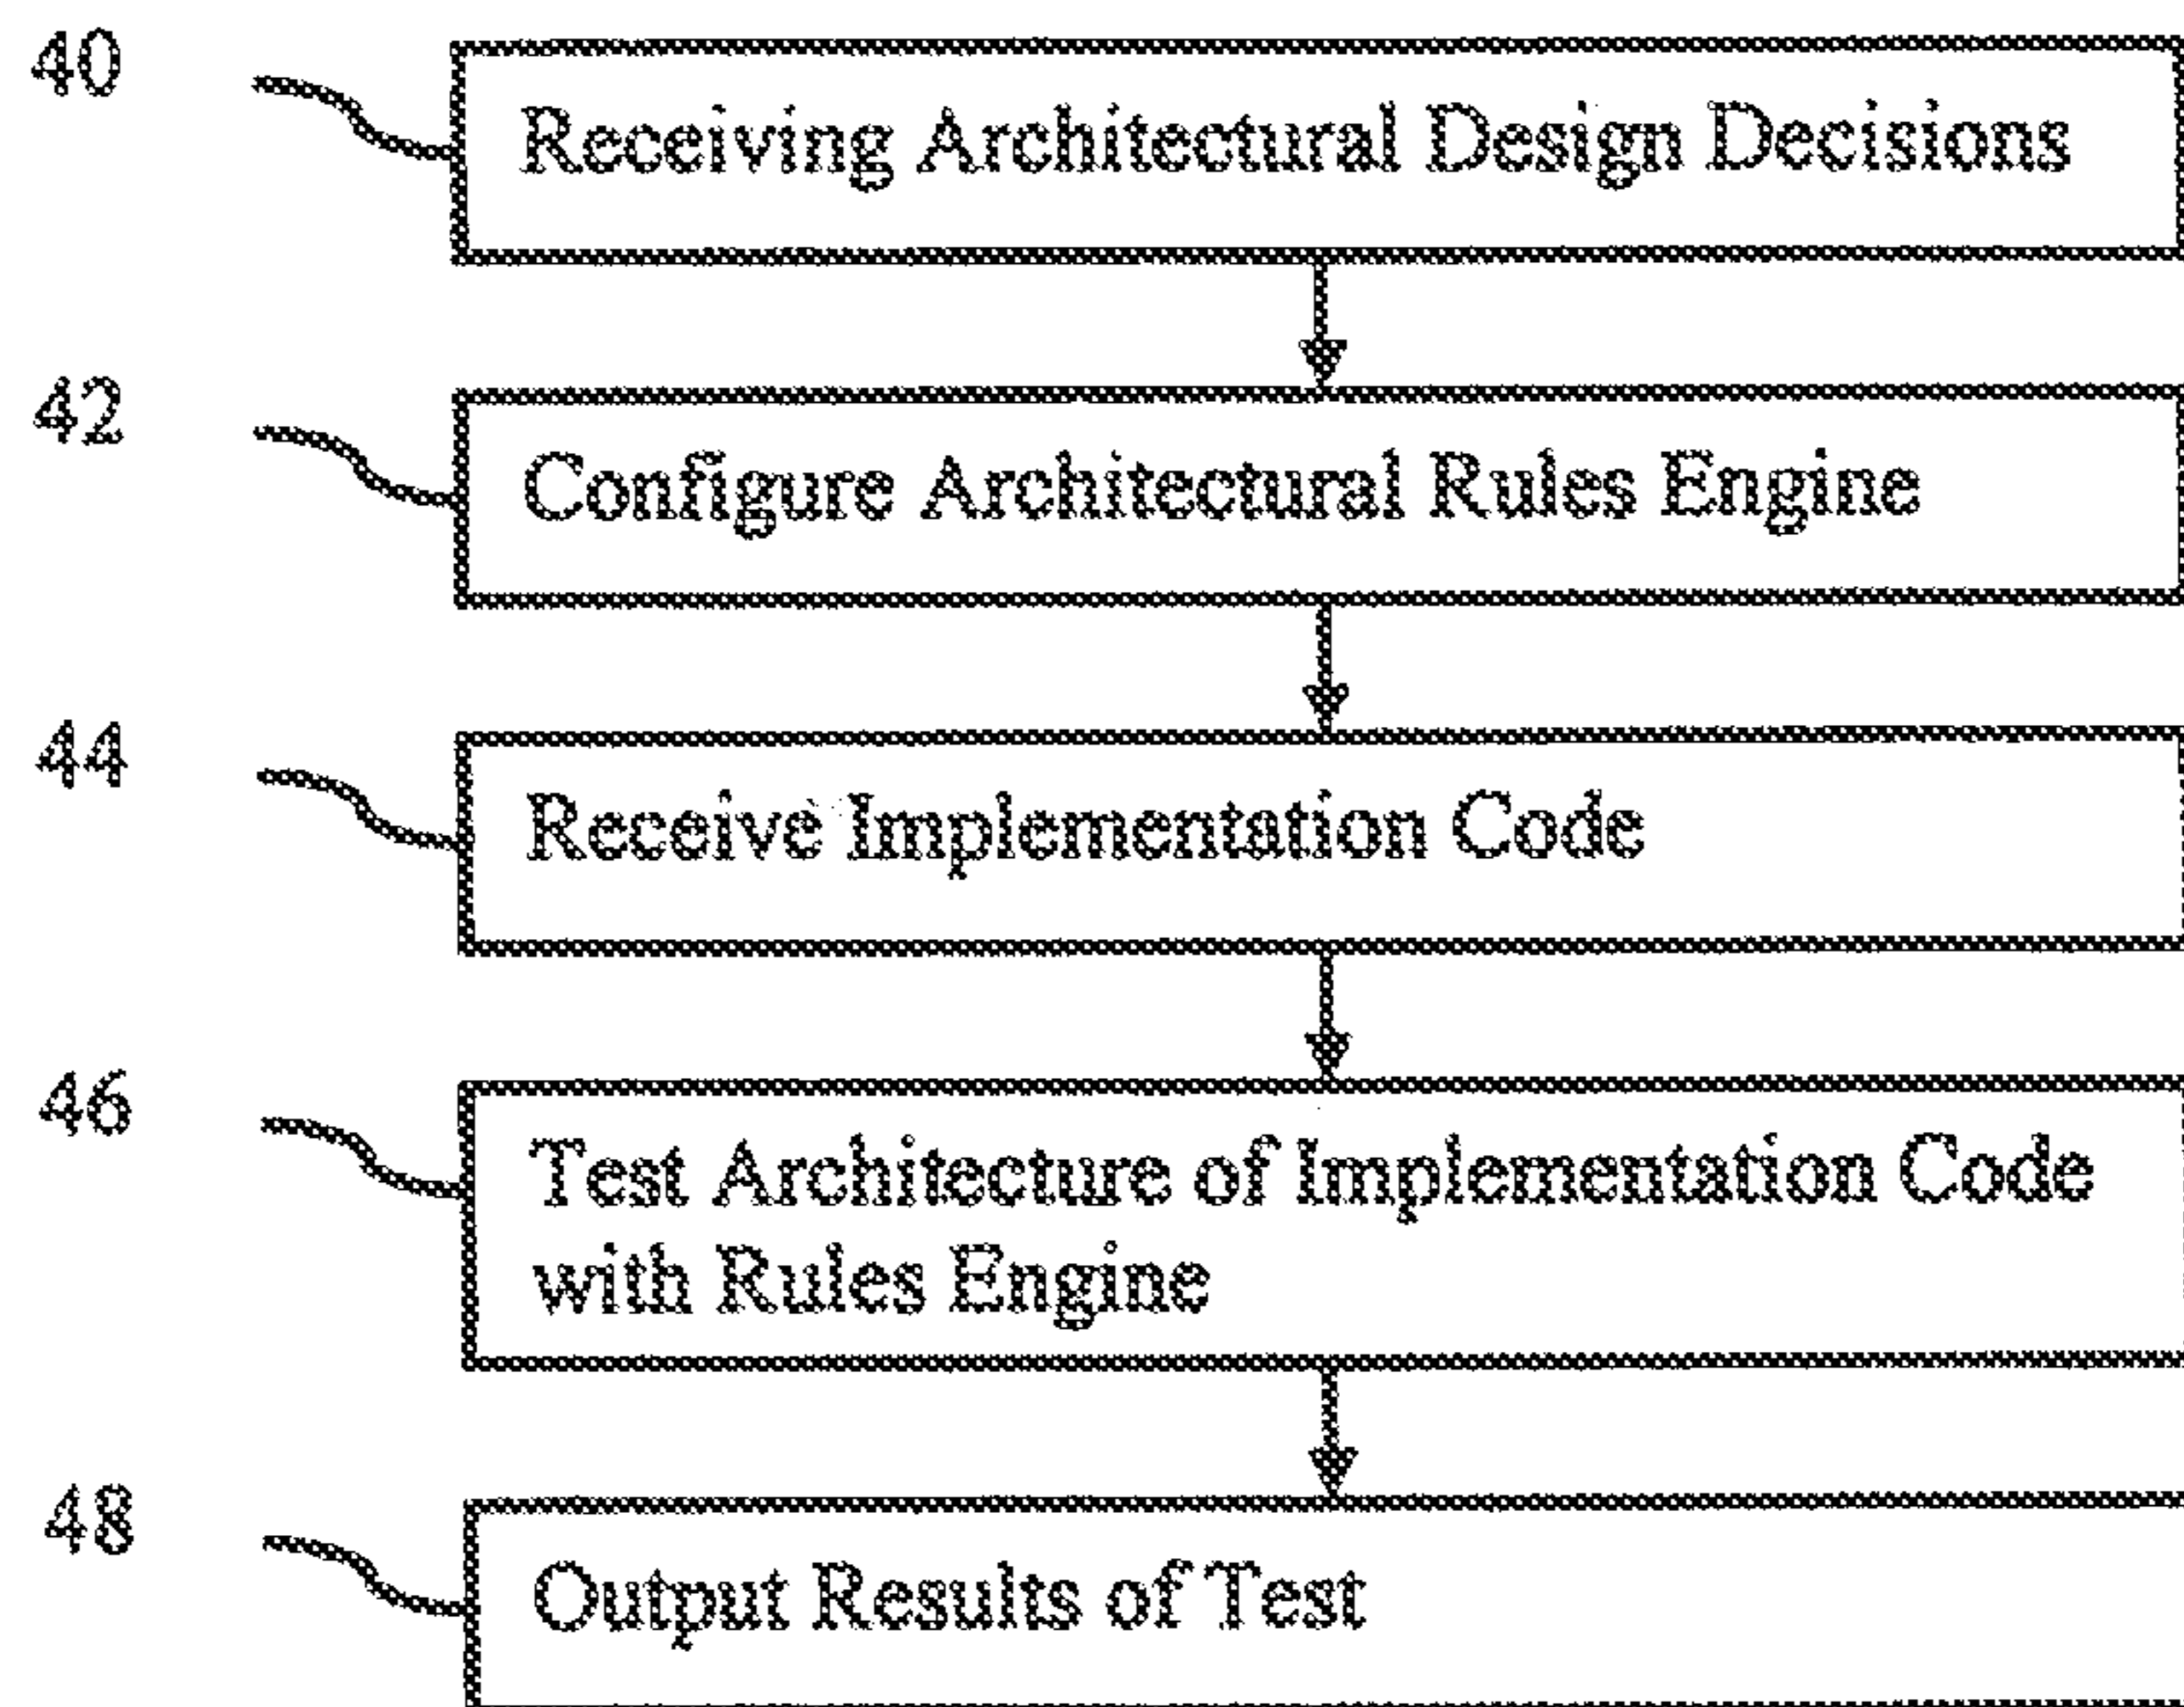 40
Receiving Architectural Design Decisions
42
Configure Architectural Rules Engine
44
Receive Implementation Code
46
Test Architecture of Implementation Code
with Rules Engine
48
Output Results of Test